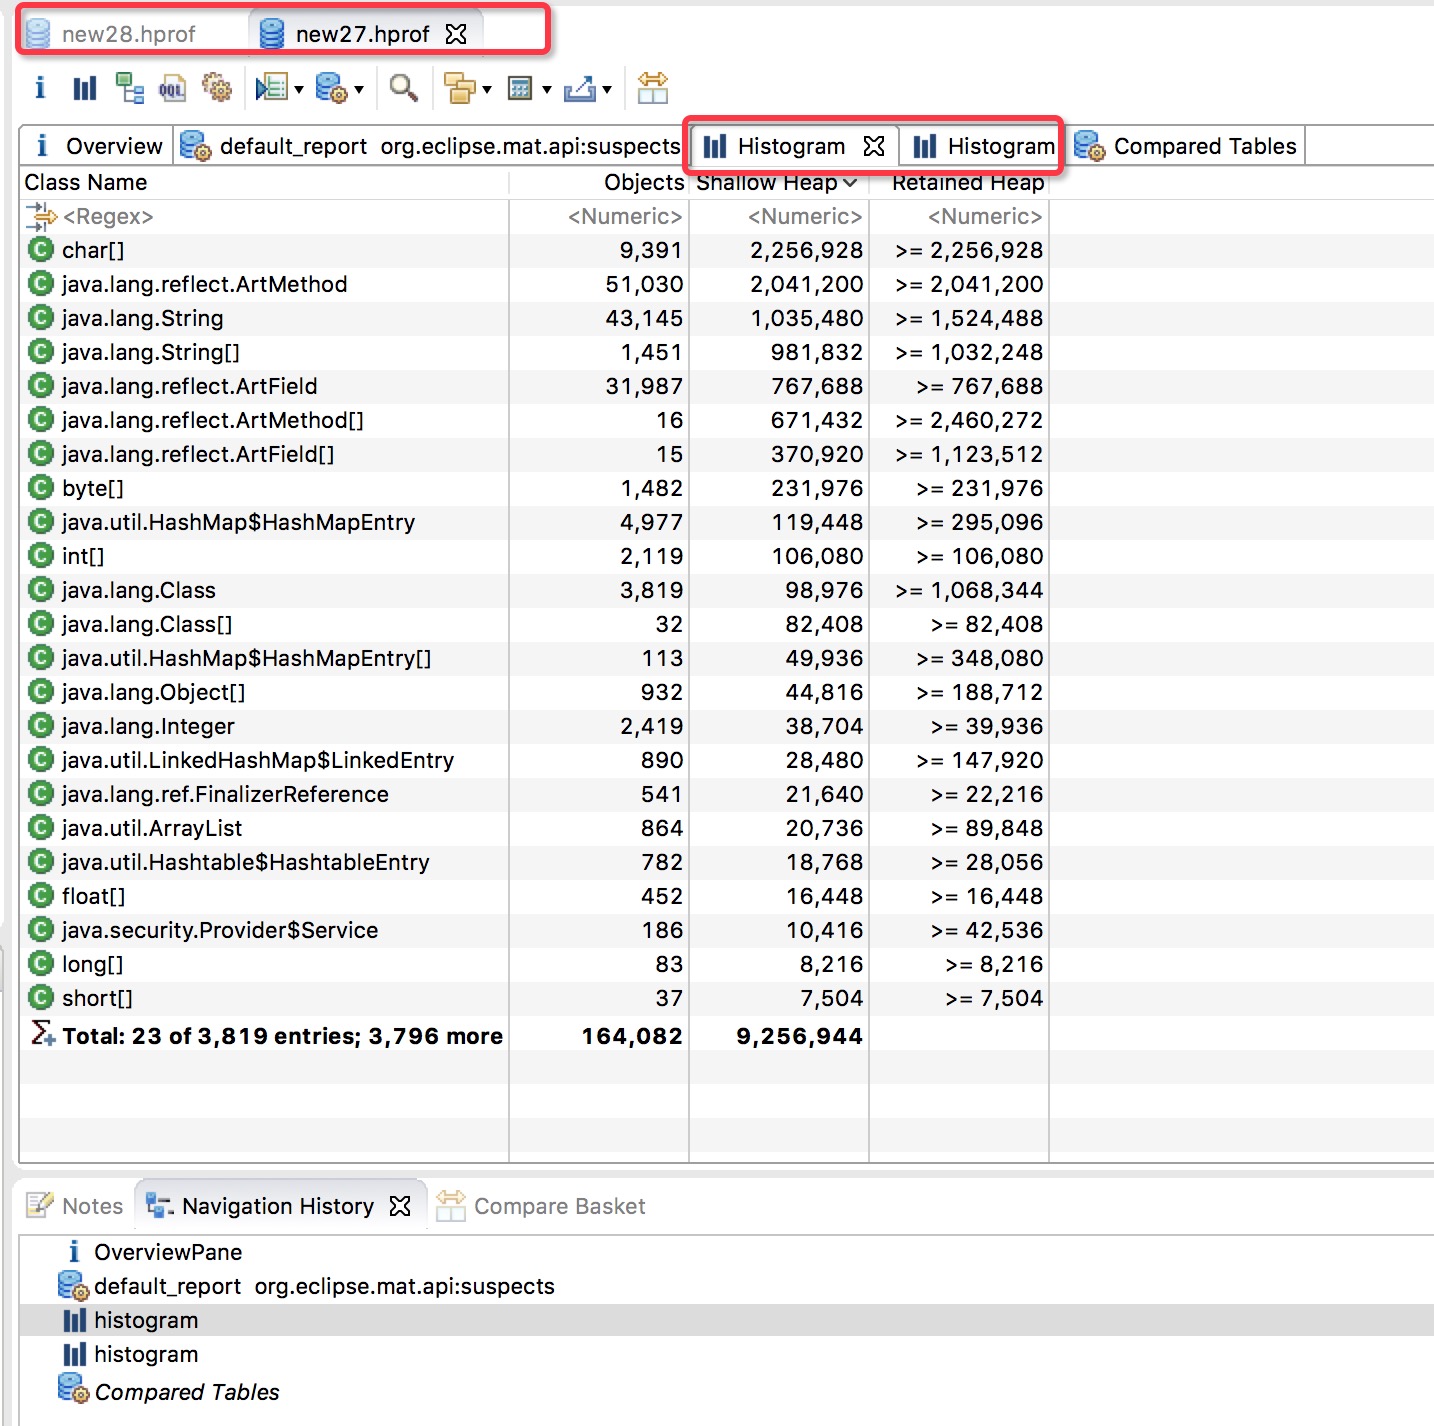 new28.hprof new27.hprof
OQL
Overview default_report org.eclipse.mat.api:suspects Histogram Histogram Compared Tables
Class Name Objects Shallow Heap Retained Heap
<Regex> <Numeric> <Numeric> <Numeric>
char[] 9,391 2,256,928 >= 2,256,928
java.lang.reflect.ArtMethod 51,030 2,041,200 >= 2,041,200
java.lang.String 43,145 1,035,480 >= 1,524,488
java.lang.String[] 1,451 981,832 >= 1,032,248
java.lang.reflect.ArtField 31,987 767,688 >= 767,688
java.lang.reflect.ArtMethod[] 16 671,432 >= 2,460,272
java.lang.reflect.ArtField[] 15 370,920 >= 1,123,512
byte[] 1,482 231,976 >= 231,976
java.util.HashMap$HashMapEntry 4,977 119,448 >= 295,096
int[] 2,119 106,080 >= 106,080
java.lang.Class 3,819 98,976 >= 1,068,344
java.lang.Class[] 32 82,408 >= 82,408
java.util.HashMap$HashMapEntry[] 113 49,936 >= 348,080
java.lang.Object[] 932 44,816 >= 188,712
java.lang.Integer 2,419 38,704 >= 39,936
java.util.LinkedHashMap$LinkedEntry 890 28,480 >= 147,920
java.lang.ref.FinalizerReference 541 21,640 >= 22,216
java.util.ArrayList 864 20,736 >= 89,848
java.util.Hashtable$HashtableEntry 782 18,768 >= 28,056
float[] 452 16,448 >= 16,448
java.security.Provider$Service 186 10,416 >= 42,536
long[] 83 8,216 >= 8,216
short[] 37 7,504 >= 7,504
Total: 23 of 3,819 entries; 3,796 more 164,082 9,256,944
Notes Navigation History Compare Basket
OverviewPane
default_report org.eclipse.mat.api:suspects
histogram
histogram
Compared Tables